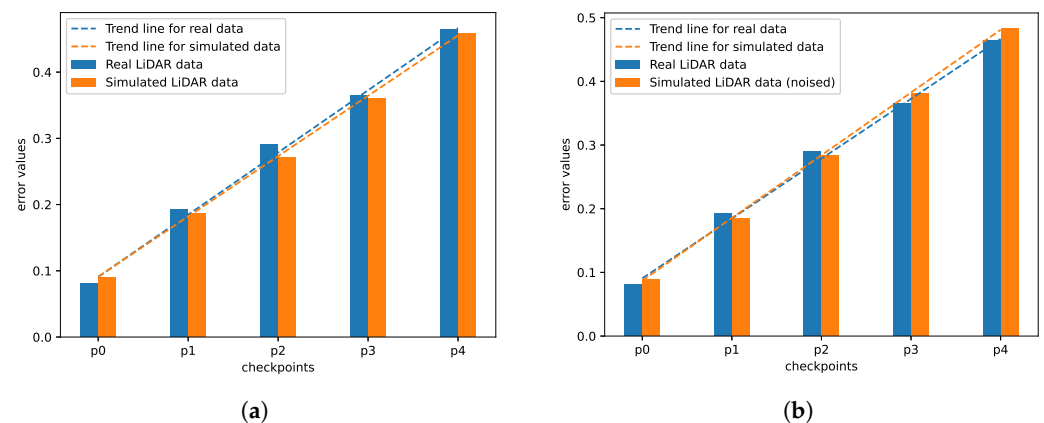 Trend line for real data
Trend line for simulated data
Real LiDAR data
Simulated LiDAR data
0.4
0.3
0.2
0.1
0.0
error values
p0 p1 p2 p3 p4
checkpoints
(a)
Trend line for real data
Trend line for simulated data
Real LiDAR data
Simulated LiDAR data (noised)
0.5
0.4
0.3
0.2
0.1
0.0
error values
p0 p1 p2 p3 p4
checkpoints
(b)